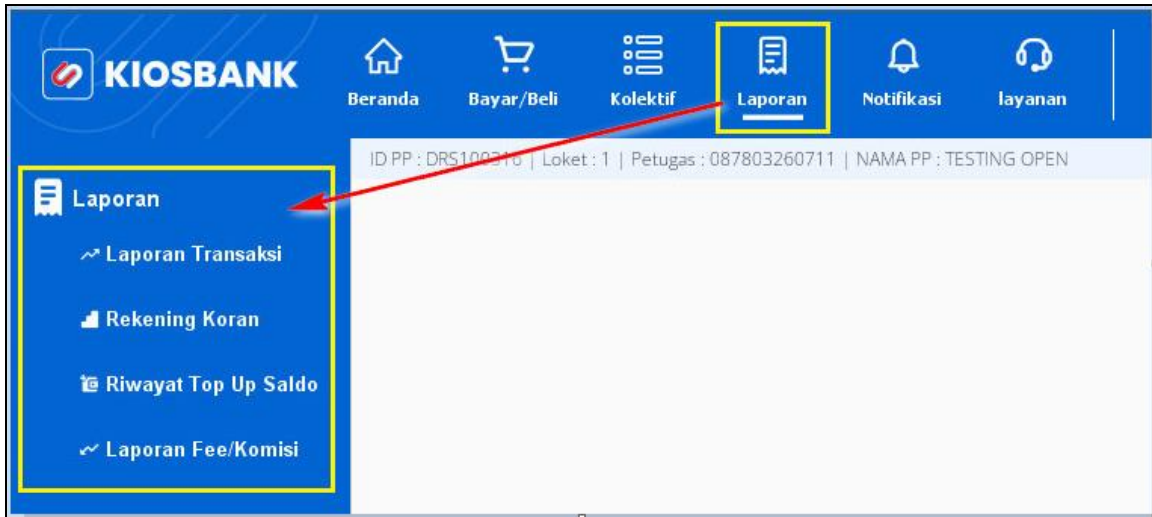 KIOSBANK
Beranda
Bayar/Beli
Kolektif
Laporan
Notifikasi
layanan
ID PP : DRS100316 | Loket : 1 | Petugas : 087803260711 | NAMA PP : TESTING OPEN
Laporan
Laporan Transaksi
Rekening Koran
Riwayat Top Up Saldo
Laporan Fee/Komisi